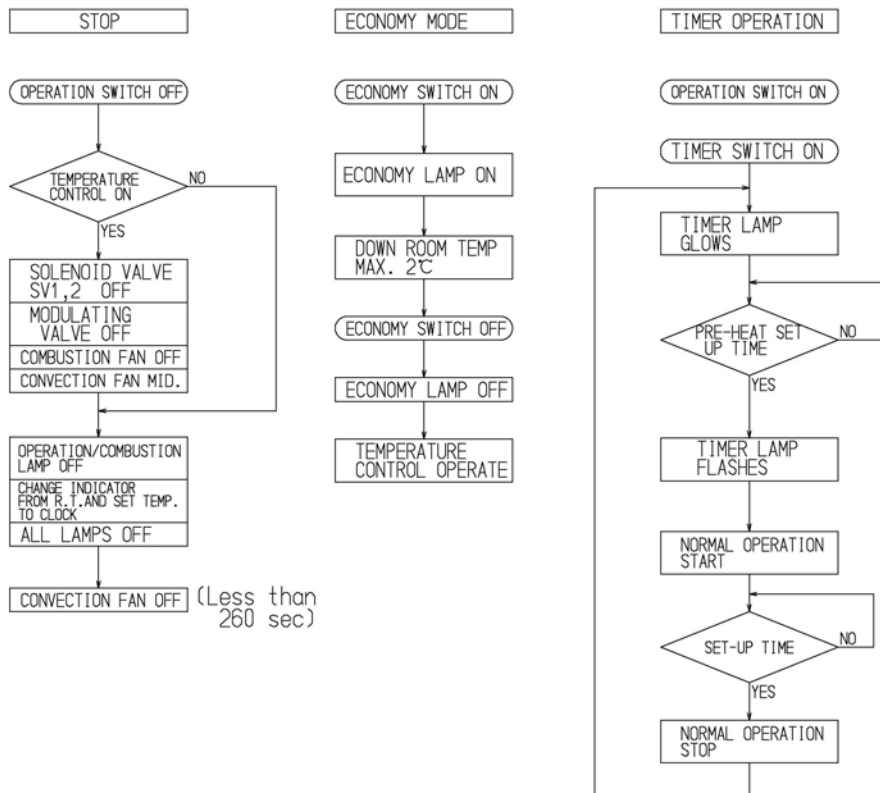 STOP
OPERATION SWITCH OFF
TEMPERATURE
CONTROL ON
NO
YES
SOLENOID VALVE
SV1,2 OFF
MODULATING
VALVE OFF
COMBUSTION FAN OFF
CONVECTION FAN MID.
OPERATION/COMBUSTION
LAMP OFF
CHANGE INDICATOR
FROM R.T.AND SET TEMP.
TO CLOCK
ALL LAMPS OFF
CONVECTION FAN OFF
(Less than
260 sec)
ECONOMY MODE
ECONOMY SWITCH ON
ECONOMY LAMP ON
DOWN ROOM TEMP
MAX. 2℃
ECONOMY SWITCH OFF
ECONOMY LAMP OFF
TEMPERATURE
CONTROL OPERATE
TIMER OPERATION
OPERATION SWITCH ON
TIMER SWITCH ON
TIMER LAMP
GLOWS
PRE-HEAT SET
UP TIME
NO
YES
TIMER LAMP
FLASHES
NORMAL OPERATION
START
SET-UP TIME
NO
YES
NORMAL OPERATION
STOP